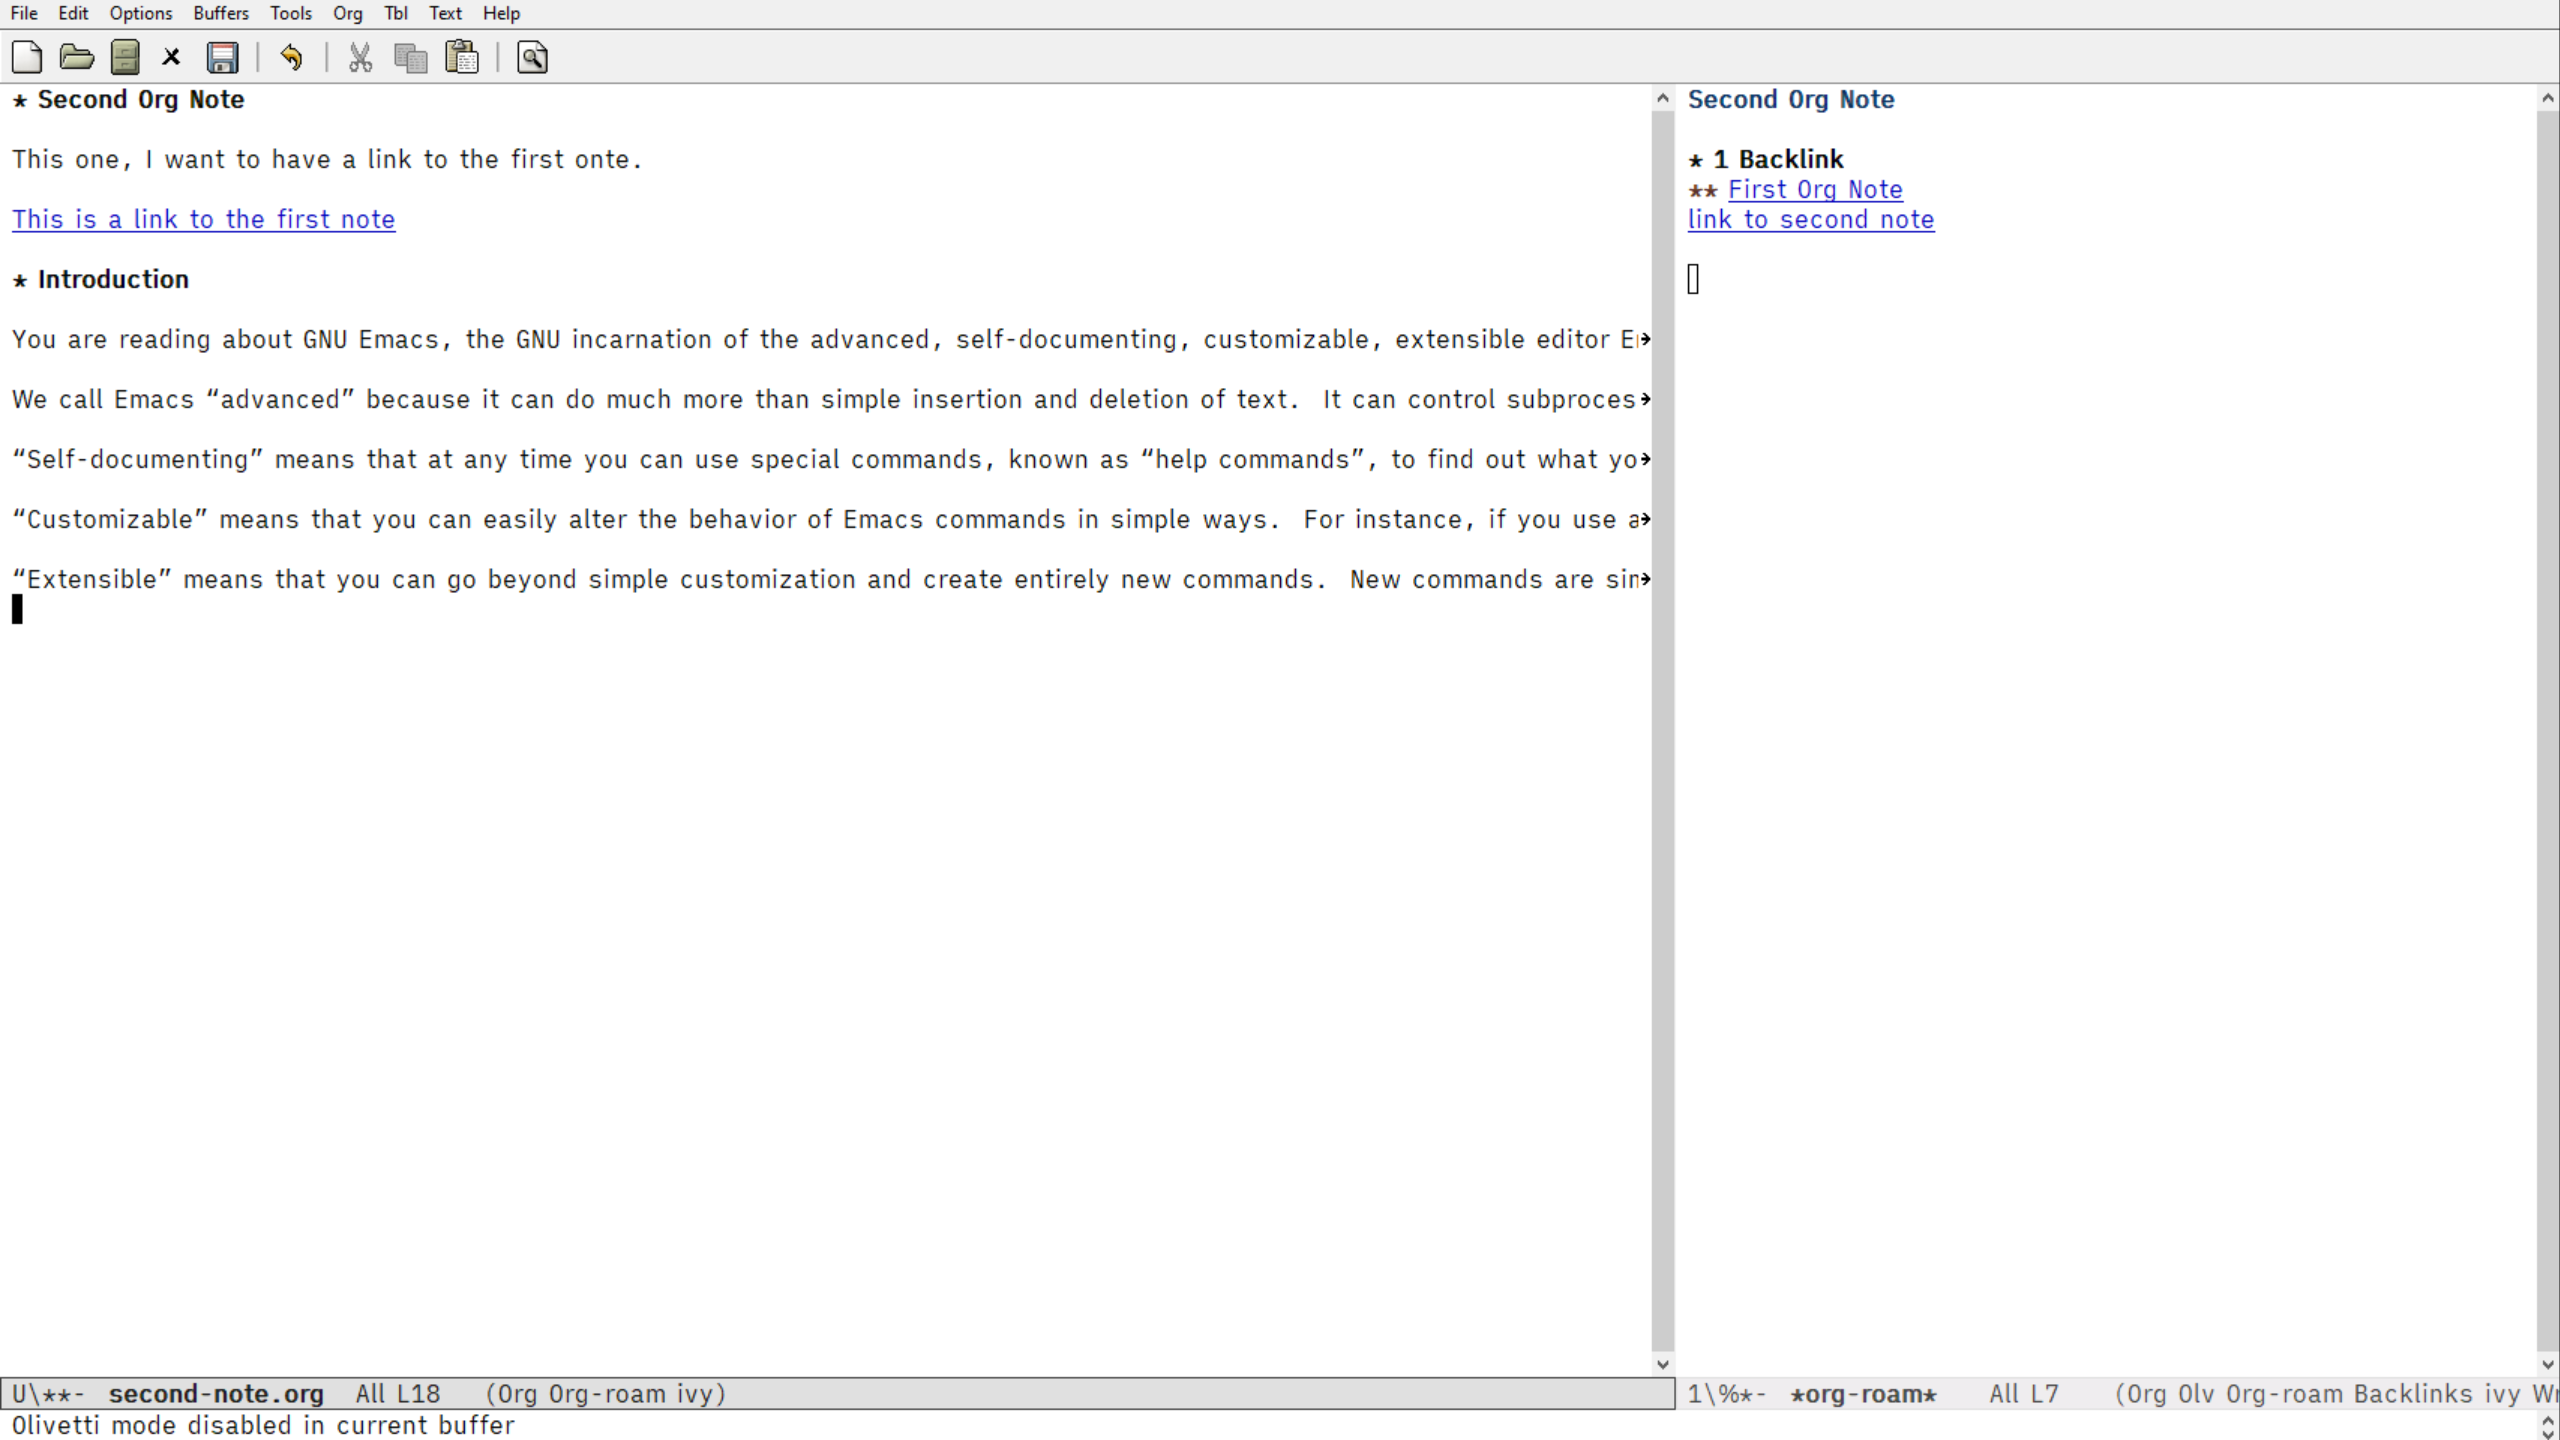 File Edit Options Buffers Tools Org Tbl Text Help
* Second Org Note
This one, I want to have a link to the first onte.
This is a link to the first note
* Introduction
You are reading about GNU Emacs, the GNU incarnation of the advanced, self-documenting, customizable, extensible editor
We call Emacs “advanced” because it can do much more than simple insertion and deletion of text.  It can control subproces
“Self-documenting” means that at any time you can use special commands, known as “help commands”, to find out what yo
“Customizable” means that you can easily alter the behavior of Emacs commands in simple ways.  For instance, if you use a
“Extensible” means that you can go beyond simple customization and create entirely new commands.  New commands are
Second Org Note
* 1 Backlink
** First Org Note
link to second note
U\**-  second-note.org   All L18   (Org Org-roam ivy)
1\%*-  *org-roam*    All L7    (Org Olv Org-roam Backlinks ivy
Olivetti mode disabled in current buffer